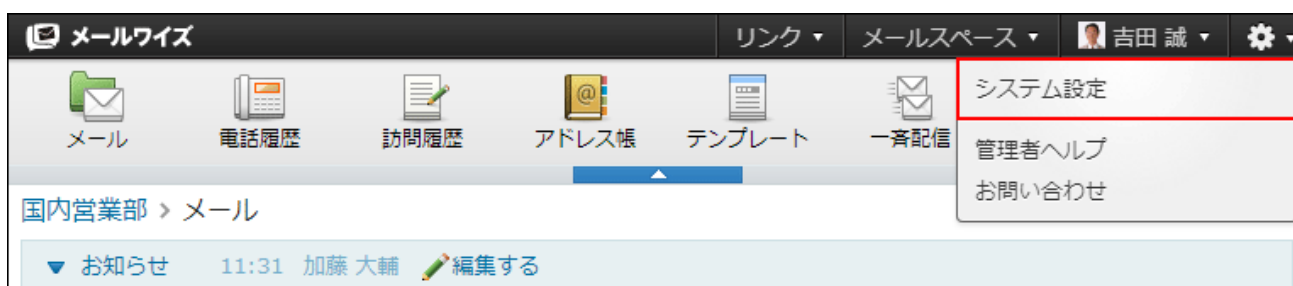 メールワイズ リンク ▼ メールスペース ▼ 吉田 誠 ▼
メール 電話履歴 訪問履歴 アドレス帳 テンプレート 一斉配信
システム設定
管理者ヘルプ
お問い合わせ
国内営業部 > メール
▼ お知らせ 11:31 加藤 大輔 編集する